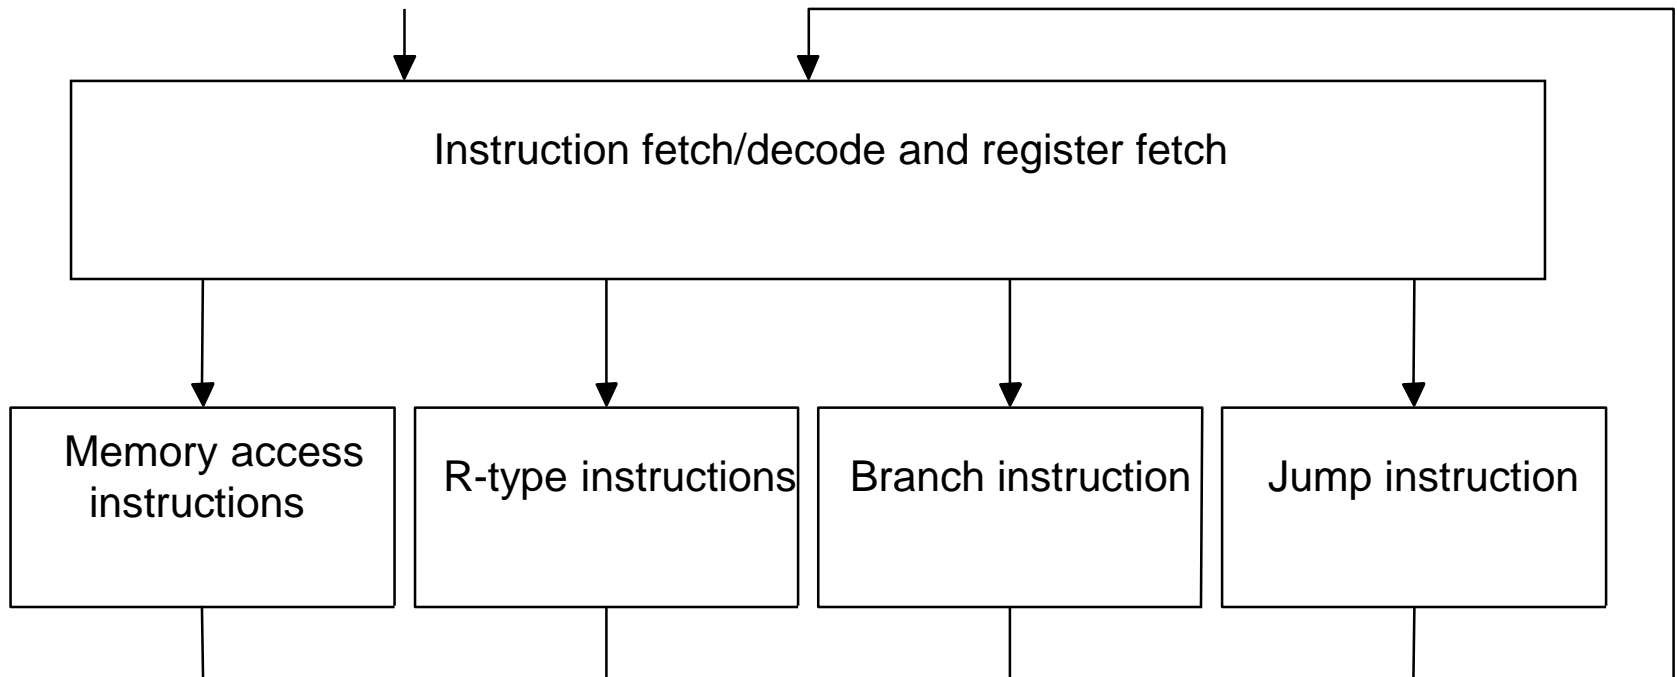 Instruction fetch/decode and register fetch
Memory access
instructions
R-type instructions
Branch instruction
Jump instruction